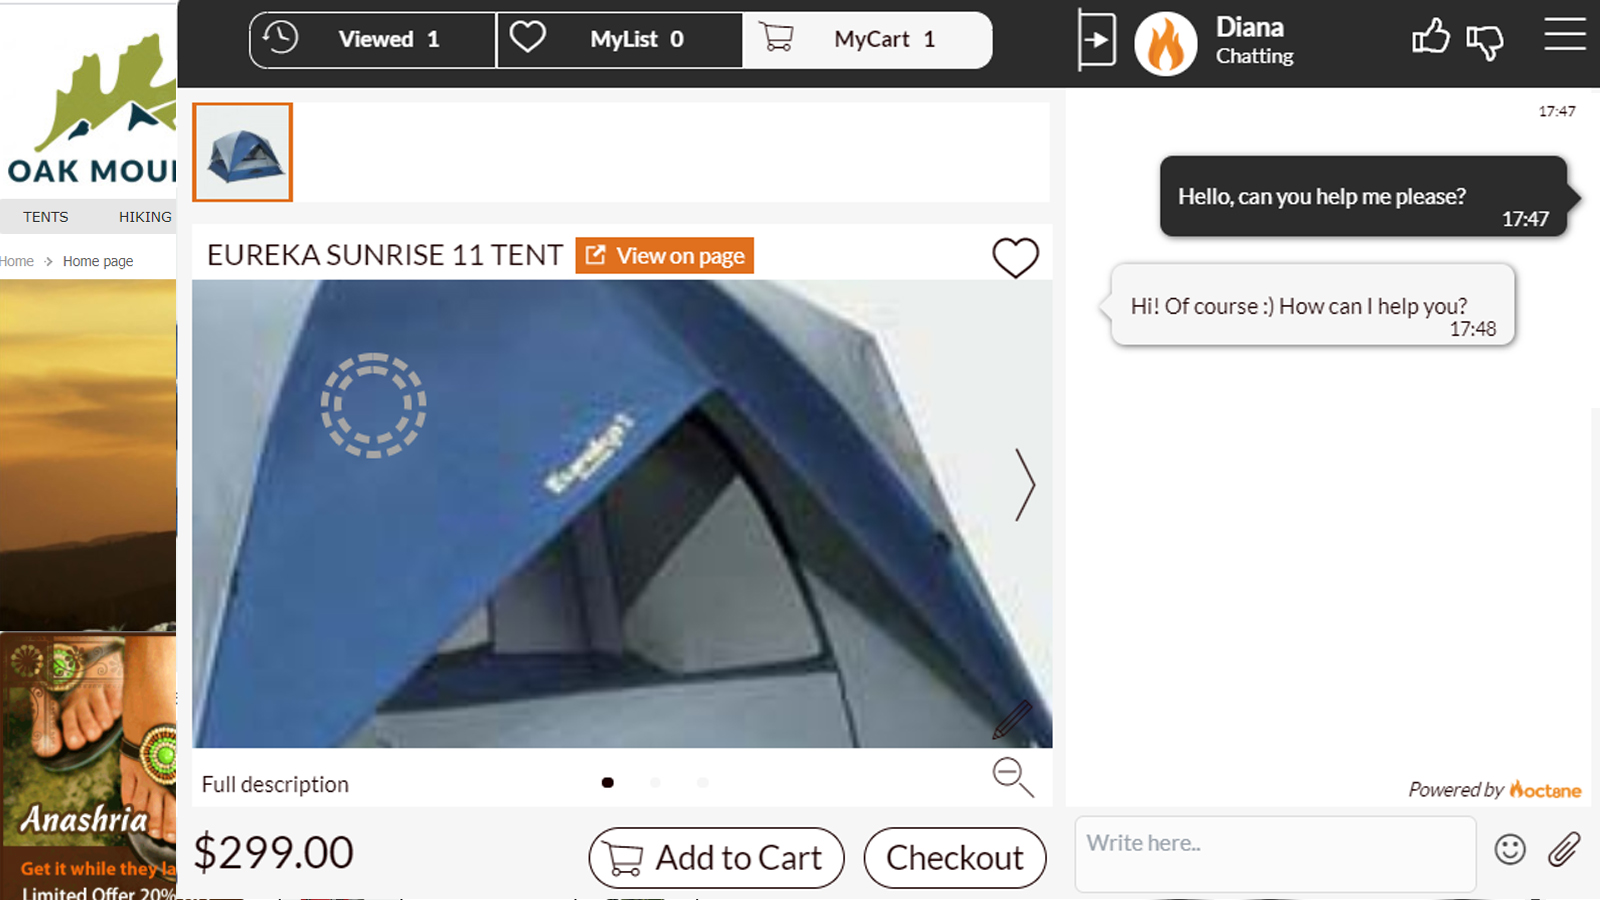 OAK MOU
TENTS HIKING
Home > Home page
Anashria
Get it while they la
Limited Offer 20%
Viewed 1
MyList 0
MyCart 1
Diana
Chatting
EUREKA SUNRISE 11 TENT
View on page
Eureka!
Full description
$299.00
Add to Cart
Checkout
17:47
Hello, can you help me please?
17:47
Hi! Of course :) How can I help you?
17:48
Powered by octane
Write here..